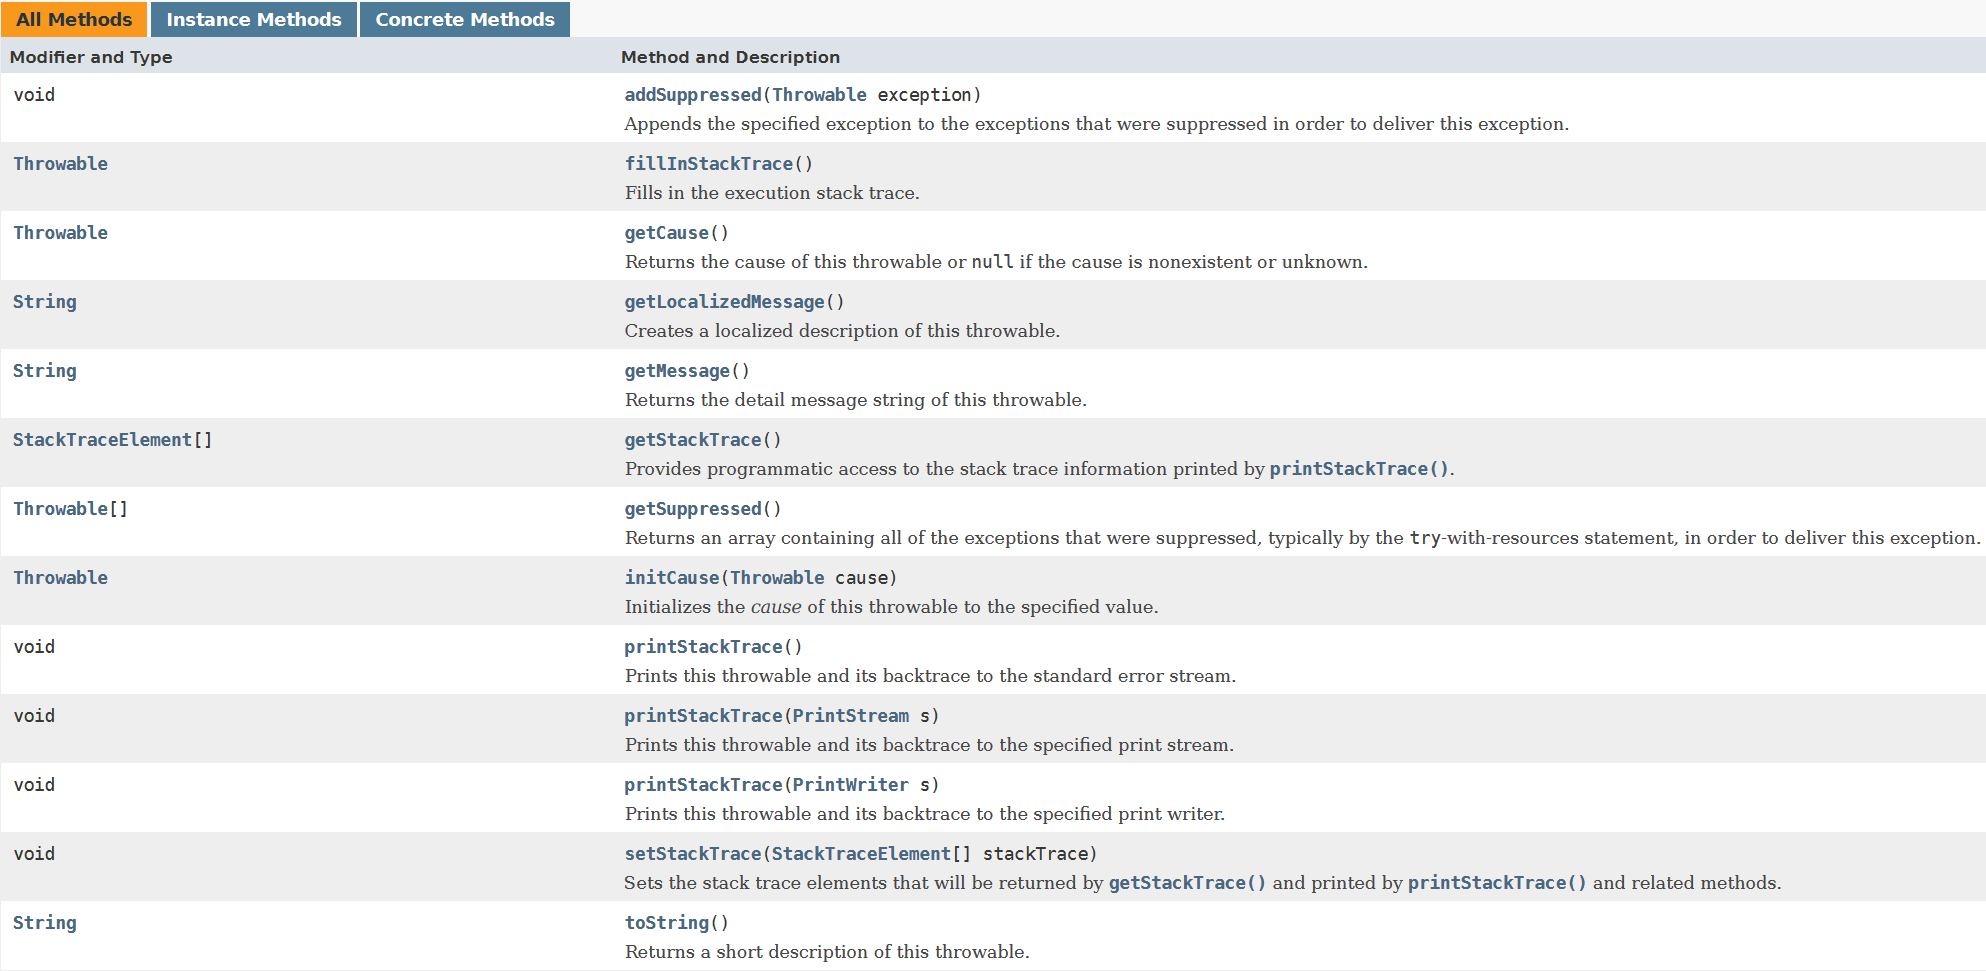 All Methods Instance Methods Concrete Methods
Modifier and Type Method and Description
void addSuppressed(Throwable exception)
Appends the specified exception to the exceptions that were suppressed in order to deliver this exception.
Throwable fillInStackTrace()
Fills in the execution stack trace.
Throwable getCause()
Returns the cause of this throwable or null if the cause is nonexistent or unknown.
String getLocalizedMessage()
Creates a localized description of this throwable.
String getMessage()
Returns the detail message string of this throwable.
StackTraceElement[] getStackTrace()
Provides programmatic access to the stack trace information printed by printStackTrace().
Throwable[] getSuppressed()
Returns an array containing all of the exceptions that were suppressed, typically by the try-with-resources statement, in order to deliver this exception.
Throwable initCause(Throwable cause)
Initializes the cause of this throwable to the specified value.
void printStackTrace()
Prints this throwable and its backtrace to the standard error stream.
void printStackTrace(PrintStream s)
Prints this throwable and its backtrace to the specified print stream.
void printStackTrace(PrintWriter s)
Prints this throwable and its backtrace to the specified print writer.
void setStackTrace(StackTraceElement[] stackTrace)
Sets the stack trace elements that will be returned by getStackTrace() and printed by printStackTrace() and related methods.
String toString()
Returns a short description of this throwable.